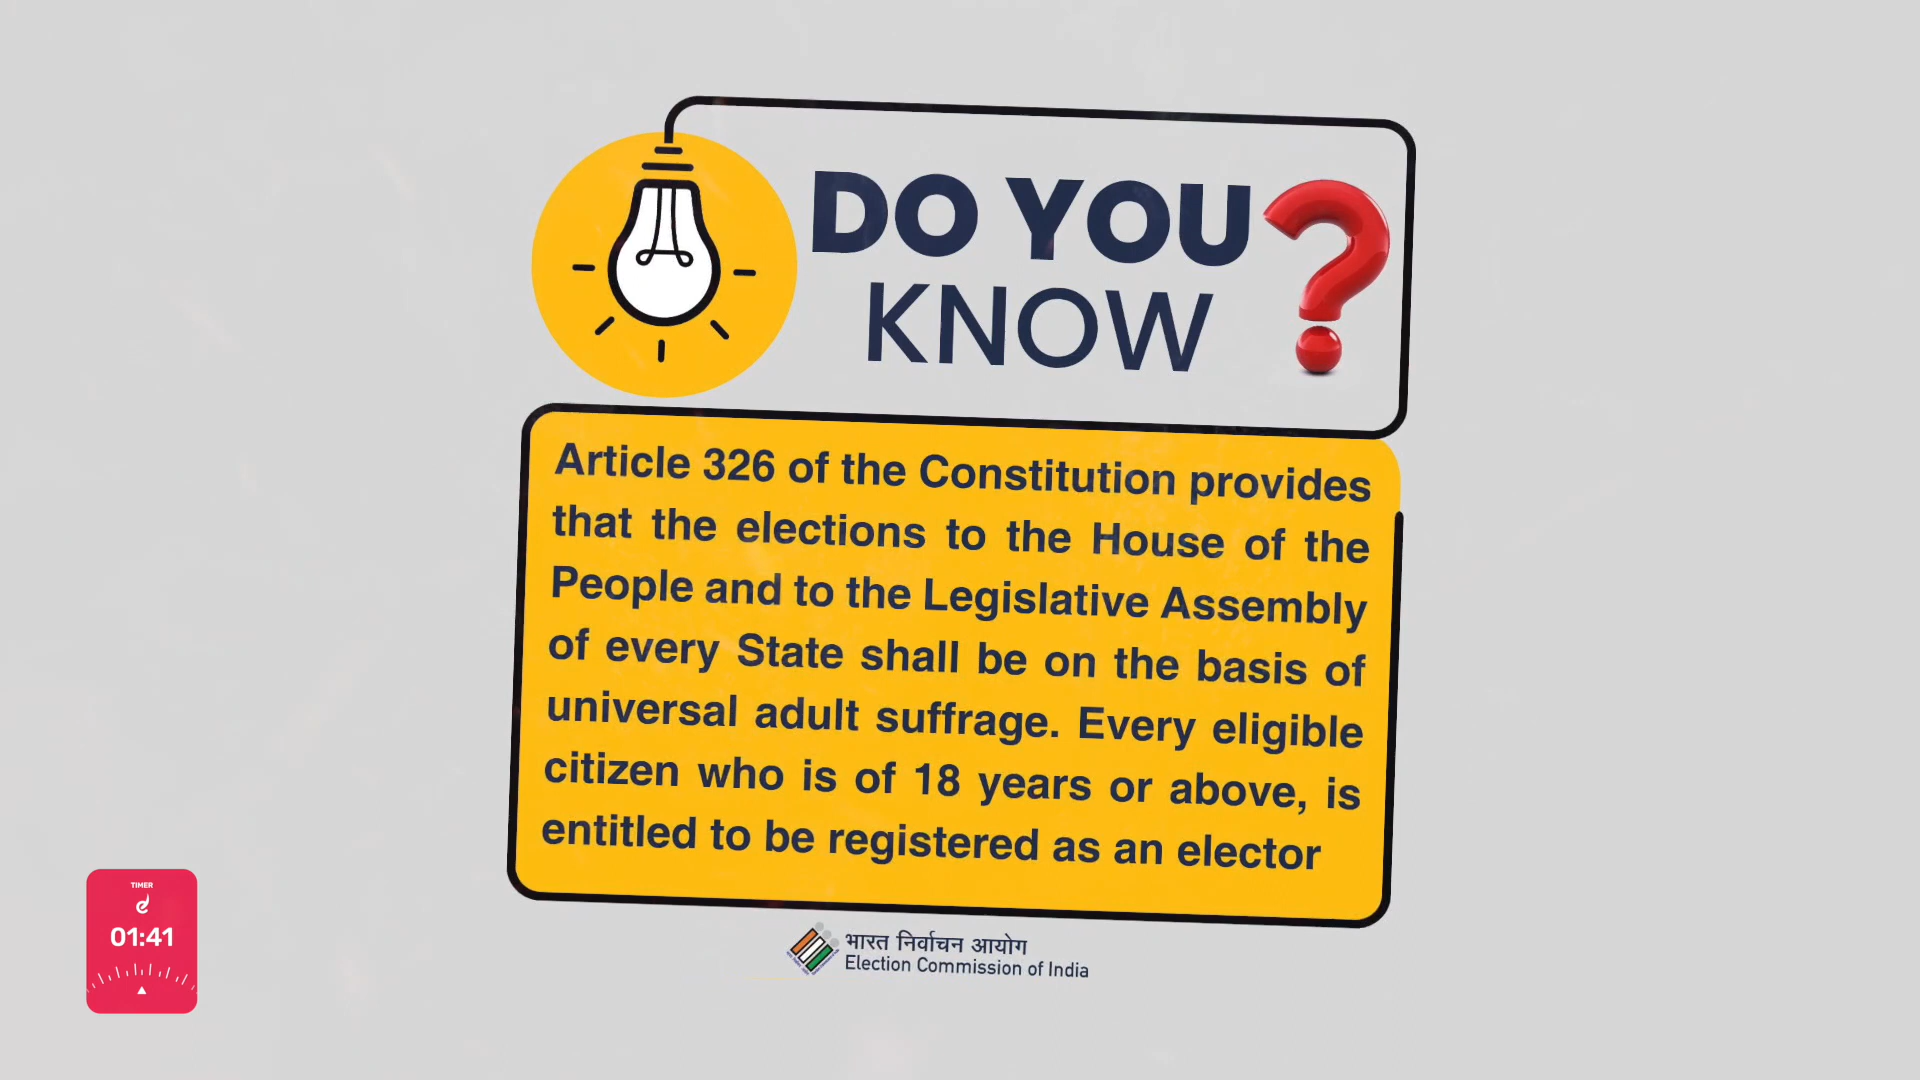 DO YOU ?
KNOW
Article 326 of the Constitution provides
that the elections to the House of the
People and to the Legislative Assembly
of every State shall be on the basis of
universal adult suffrage. Every eligible
citizen who is of 18 years or above, is
entitled to be registered as an elector
भारत निर्वाचन आयोग
Election Commission of India
TIMER
01:41